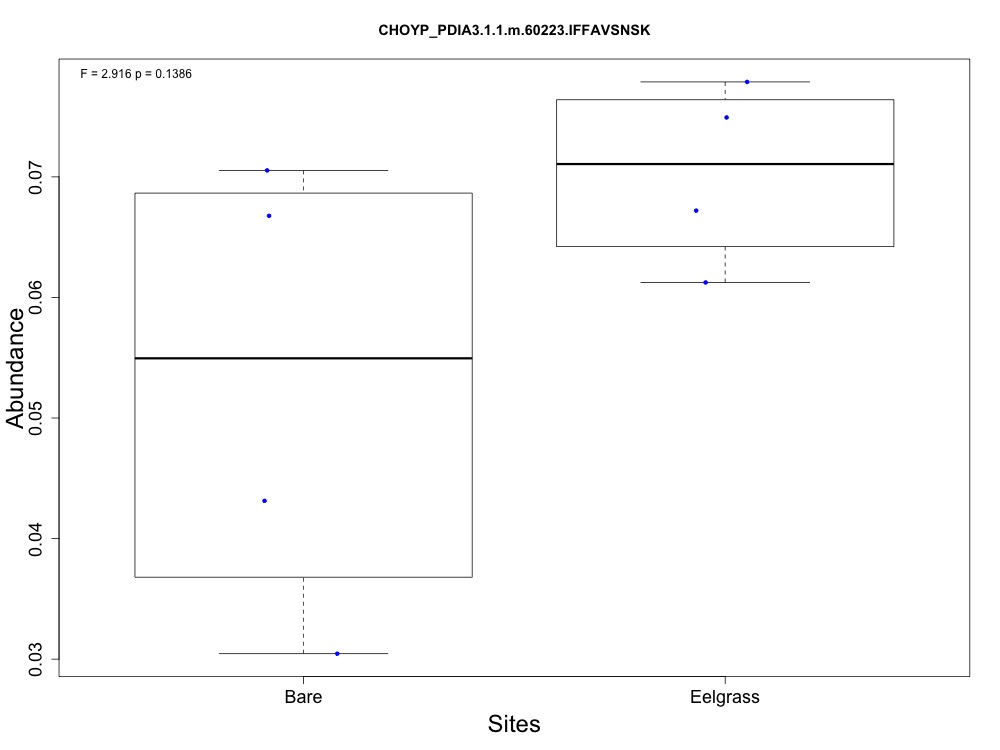 CHOYP_PDIA3.1.1.m.60223.IFFAVSNSK
F = 2.916 p = 0.1386
0.07
0.06
0.05
0.04
0.03
Abundance
Bare
Eelgrass
Sites